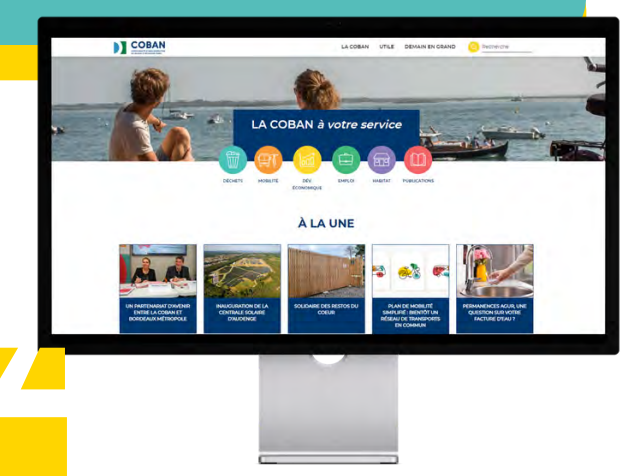 COBAN
LA COBAN UTILE DEMAIN EN GRAND Recherche
LA COBAN à votre service
DÉCHETS MOBILITÉ DÉV. EMPLOI HABITAT PUBLICATIONS
ÉCONOMIQUE
À LA UNE
UN PARTENARIAT D'AVENIR
ENTRE LA COBAN ET
BORDEAUX MÉTROPOLE
INAUGURATION DE LA
CENTRALE SOLAIRE
D'AUDENGE
SOLIDAIRE DES RESTOS DU
COEUR
PLAN DE MOBILITÉ
SIMPLIFIÉ : BIENTÔT UN
RÉSEAU DE TRANSPORTS
EN COMMUN
PERMANENCES AGUR, UNE
QUESTION SUR VOTRE
FACTURE D'EAU ?